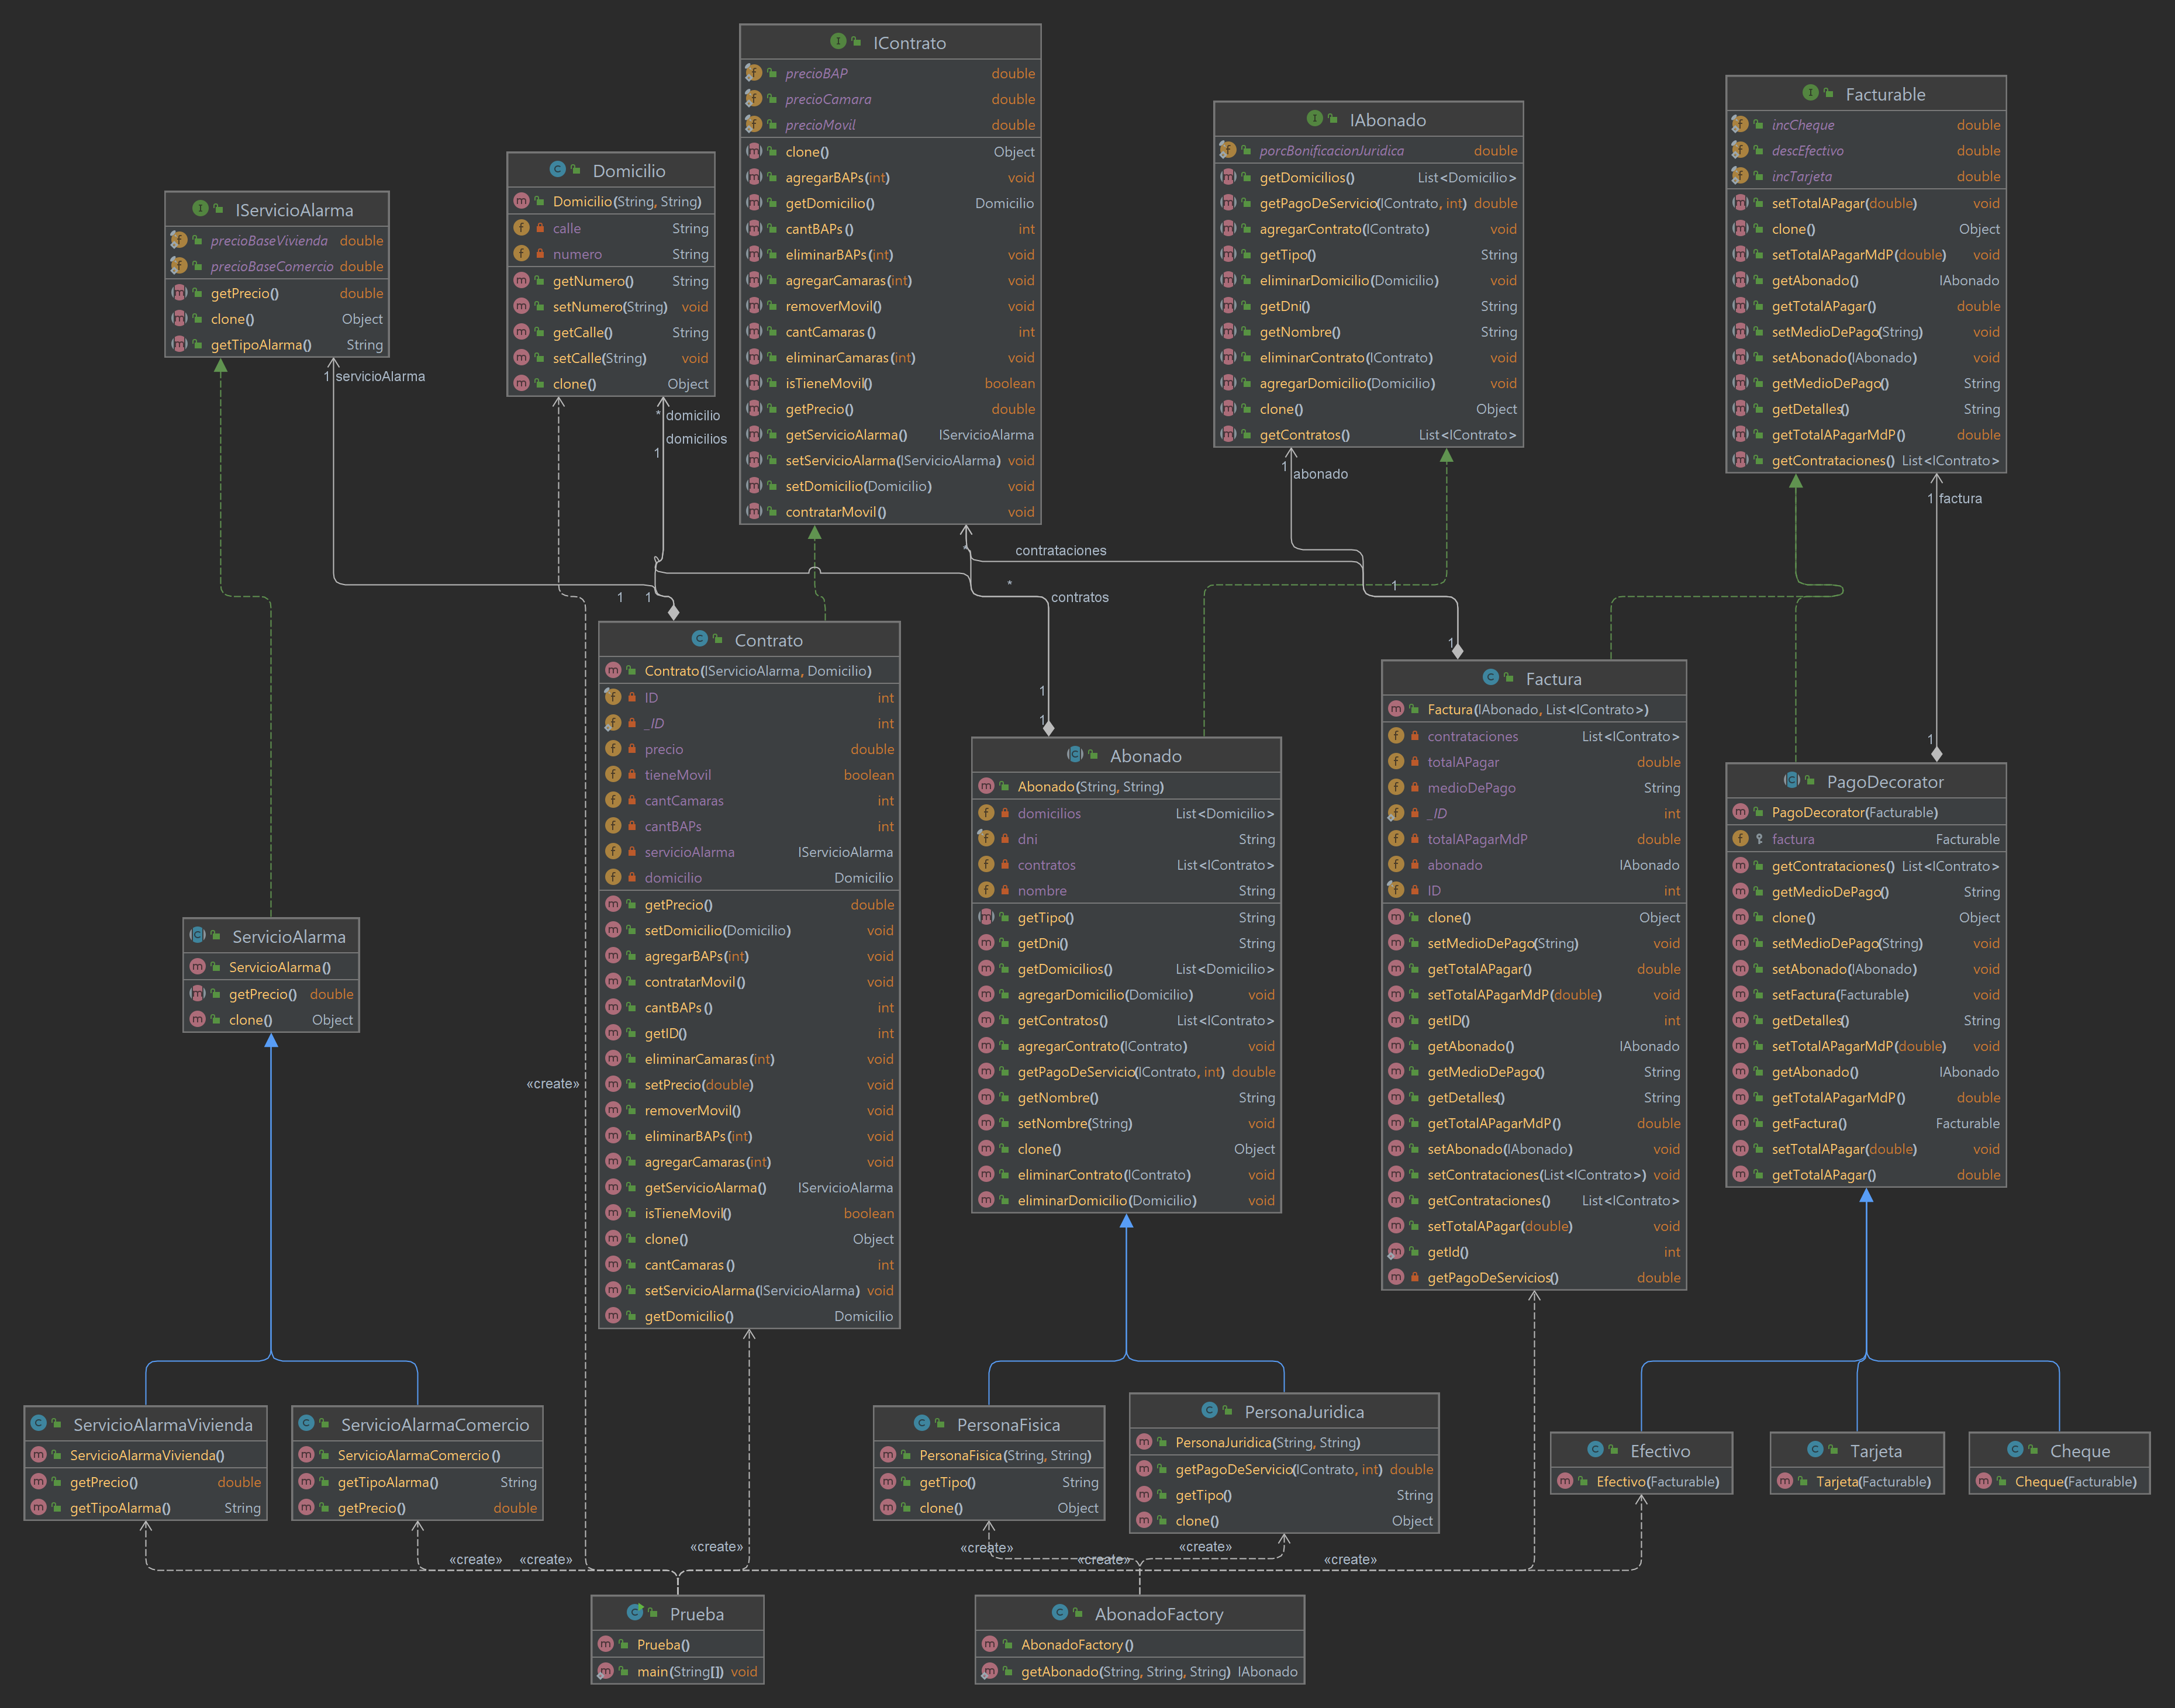 IContrato
precioBAP double
precioCamara double
precioMovil double
clone() Object
agregarBAPs(int) void
getDomicilio() Domicilio
cantBAPs() int
eliminarBAPs(int) void
agregarCamaras(int) void
removerMovil() void
cantCamaras() int
eliminarCamaras(int) void
isTieneMovil() boolean
getPrecio() double
getServicioAlarma() IServicioAlarma
setServicioAlarma(IServicioAlarma) void
setDomicilio(Domicilio) void
contratarMovil() void
Facturable
incCheque double
descEfectivo double
incTarjeta double
setTotalAPagar(double) void
clone() Object
setTotalAPagarMdP(double) void
getAbonado() IAbonado
getTotalAPagar() double
setMedioDePago(String) void
setAbonado(IAbonado) void
getMedioDePago() String
getDetalles() String
getTotalAPagarMdP() double
getContrataciones() List<IContrato>
IAbonado
porcBonificacionJuridica double
getDomicilios() List<Domicilio>
getPagoDeServicio(IContrato, int) double
agregarContrato(IContrato) void
getTipo() String
eliminarDomicilio(Domicilio) void
getDni() String
getNombre() String
eliminarContrato(IContrato) void
agregarDomicilio(Domicilio) void
clone() Object
getContratos() List<IContrato>
Domicilio
Domicilio(String, String)
calle String
numero String
getNumero() String
setNumero(String) void
getCalle() String
setCalle(String) void
clone() Object
IServicioAlarma
precioBaseVivienda double
precioBaseComercio double
getPrecio() double
clone() Object
getTipoAlarma() String
1 servicioAlarma
* domicilio
domicilios
1
1 abonado
1 factura
* contrataciones
* contratos
1
1
1
1
1
1
1
1
Contrato
Contrato(IServicioAlarma, Domicilio)
ID int
_ID int
precio double
tieneMovil boolean
cantCamaras int
cantBAPs int
servicioAlarma IServicioAlarma
domicilio Domicilio
getPrecio() double
setDomicilio(Domicilio) void
agregarBAPs(int) void
contratarMovil() void
cantBAPs() int
getID() int
eliminarCamaras(int) void
setPrecio(double) void
removerMovil() void
eliminarBAPs(int) void
agregarCamaras(int) void
getServicioAlarma() IServicioAlarma
isTieneMovil() boolean
clone() Object
cantCamaras() int
setServicioAlarma(IServicioAlarma) void
getDomicilio() Domicilio
Factura
Factura(IAbonado, List<IContrato>)
contrataciones List<IContrato>
totalAPagar double
medioDePago String
_ID int
totalAPagarMdP double
abonado IAbonado
ID int
clone() Object
setMedioDePago(String) void
getTotalAPagar() double
setTotalAPagarMdP(double) void
getID() int
getAbonado() IAbonado
getMedioDePago() String
getDetalles() String
getTotalAPagarMdP() double
setAbonado(IAbonado) void
setContrataciones(List<IContrato>) void
getContrataciones() List<IContrato>
setTotalAPagar(double) void
getId() int
getPagoDeServicios() double
Abonado
Abonado(String, String)
domicilios List<Domicilio>
dni String
contratos List<IContrato>
nombre String
getTipo() String
getDni() String
getDomicilios() List<Domicilio>
agregarDomicilio(Domicilio) void
getContratos() List<IContrato>
agregarContrato(IContrato) void
getPagoDeServicio(IContrato, int) double
getNombre() String
setNombre(String) void
clone() Object
eliminarContrato(IContrato) void
eliminarDomicilio(Domicilio) void
PagoDecorator
PagoDecorator(Facturable)
factura Facturable
getContrataciones() List<IContrato>
getMedioDePago() String
clone() Object
setMedioDePago(String) void
setAbonado(IAbonado) void
setFactura(Facturable) void
getDetalles() String
setTotalAPagarMdP(double) void
getAbonado() IAbonado
getTotalAPagarMdP() double
getFactura() Facturable
setTotalAPagar(double) void
getTotalAPagar() double
ServicioAlarma
ServicioAlarma()
getPrecio() double
clone() Object
«create»
ServicioAlarmaVivienda
ServicioAlarmaVivienda()
getPrecio() double
getTipoAlarma() String
ServicioAlarmaComercio
ServicioAlarmaComercio()
getTipoAlarma() String
getPrecio() double
PersonaFisica
PersonaFisica(String, String)
getTipo() String
clone() Object
PersonaJuridica
PersonaJuridica(String, String)
getPagoDeServicio(IContrato, int) double
getTipo() String
clone() Object
Efectivo
Efectivo(Facturable)
Tarjeta
Tarjeta(Facturable)
Cheque
Cheque(Facturable)
«create»
«create»
«create»
«create»
«create»
«create»
«create»
Prueba
Prueba()
main(String[]) void
AbonadoFactory
AbonadoFactory()
getAbonado(String, String, String) IAbonado